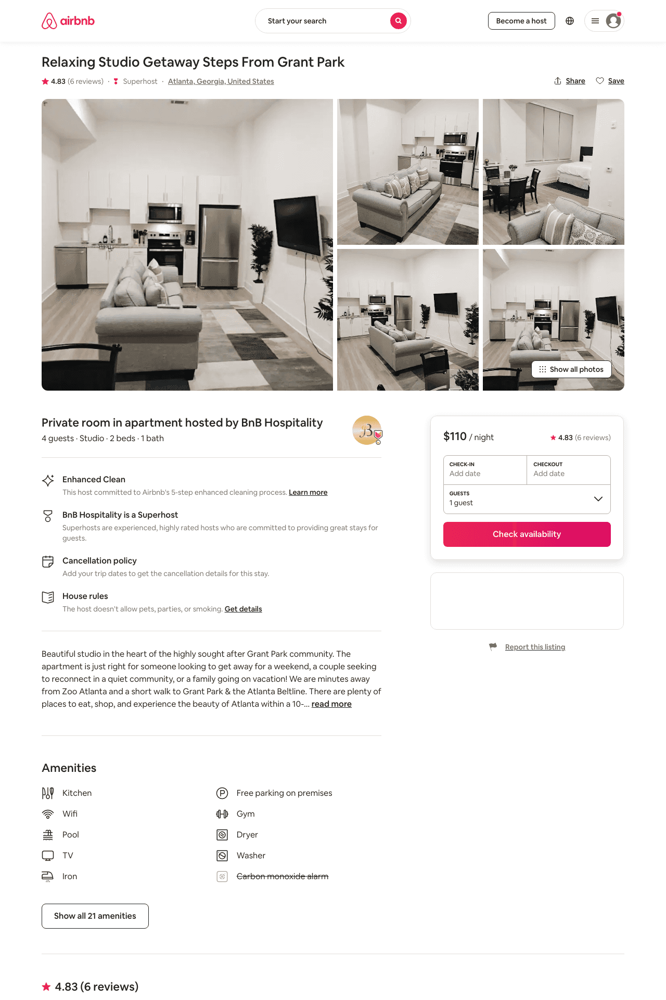 airbnb
Start your search
Become a host
Relaxing Studio Getaway Steps From Grant Park
4.83 (6 reviews) · Superhost · Atlanta, Georgia, United States
Share
Save
Show all photos
Private room in apartment hosted by BnB Hospitality
4 guests · Studio · 2 beds · 1 bath
B
$110 / night
4.83 (6 reviews)
CHECK-IN
Add date
CHECKOUT
Add date
GUESTS
1 guest
Check availability
Report this listing
Enhanced Clean
This host committed to Airbnb's 5-step enhanced cleaning process. Learn more
BnB Hospitality is a Superhost
Superhosts are experienced, highly rated hosts who are committed to providing great stays for
guests.
Cancellation policy
Add your trip dates to get the cancellation details for this stay.
House rules
The host doesn't allow pets, parties, or smoking. Get details
Beautiful studio in the heart of the highly sought after Grant Park community. The
apartment is just right for someone looking to get away for a weekend, a couple seeking
to reconnect in a quiet community, or a family going on vacation! We are minutes away
from Zoo Atlanta and a short walk to Grant Park & the Atlanta Beltline. There are plenty of
places to eat, shop, and experience the beauty of Atlanta within a 10-... read more
Amenities
Kitchen
Free parking on premises
Wifi
Gym
Pool
Dryer
TV
Washer
Iron
Carbon monoxide alarm
Show all 21 amenities
4.83 (6 reviews)